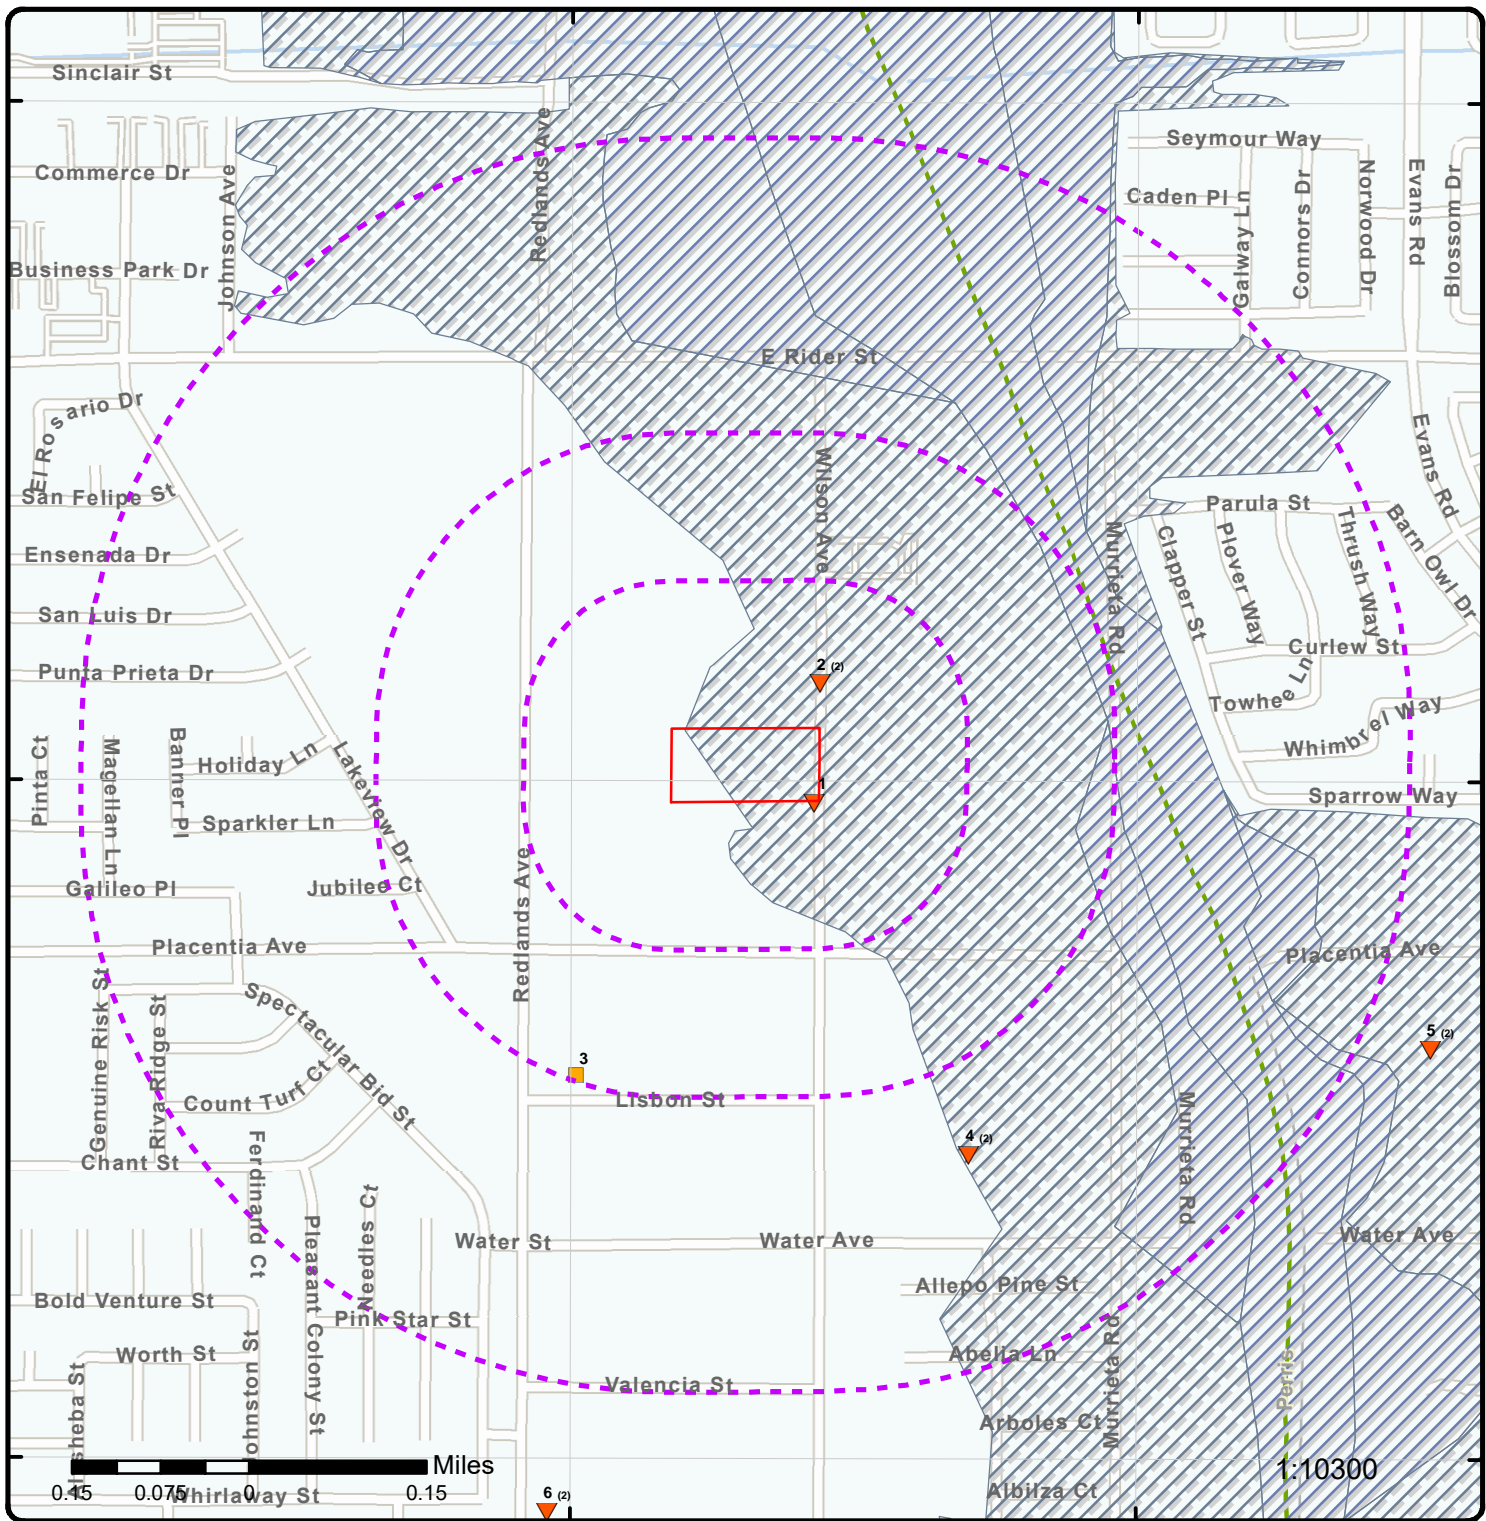 Sinclair St
Redlands Ave
Seymour Way
Commerce Dr
Johnson Ave
Caden Pl
Galway Ln
Connors Dr
Norwood Dr
Evans Rd
Blosom Dr
Business Park Dr
E Rider St
El Rosario Dr
Evans Rd
Wilson Ave
San Felipe St
Parula St
Ensenada Dr
Murrieta Rd
Clapper St
Plover Way
Thrush Way
Barn Owl Dr
San Luis Dr
Curlew St
Punta Prieta Dr
2 (2)
Towhee Ln
Whimbrel Way
Pinta Ct
Magellan Ln
Banner Pl
Holiday Ln
Lakeview Dr
1
Sparrow Way
Sparkler Ln
Galileo Pl
Jubilee Ct
Redlands Ave
Placentia Ave
Placentia Ave
Genuine Risk St
Riva Ridge St
Spectacular Bid St
5 (2)
3
Count Turf Ct
Lisbon St
Murrieta Rd
4 (2)
Chant St
Ferdinand Ct
Pleasant Colony St
Needles Ct
Water St
Water Ave
Water Ave
Allepo Pine St
Bold Venture St
Pink Star St
Worth St
Johnston St
Abelia Ln
Murrieta Rd
Perris
Valencia St
sheba St
Arboles Ct
Miles
1:10300
0.15
0.075
0
0.15
Whirlaway St
6 (2)
Albilza Ct